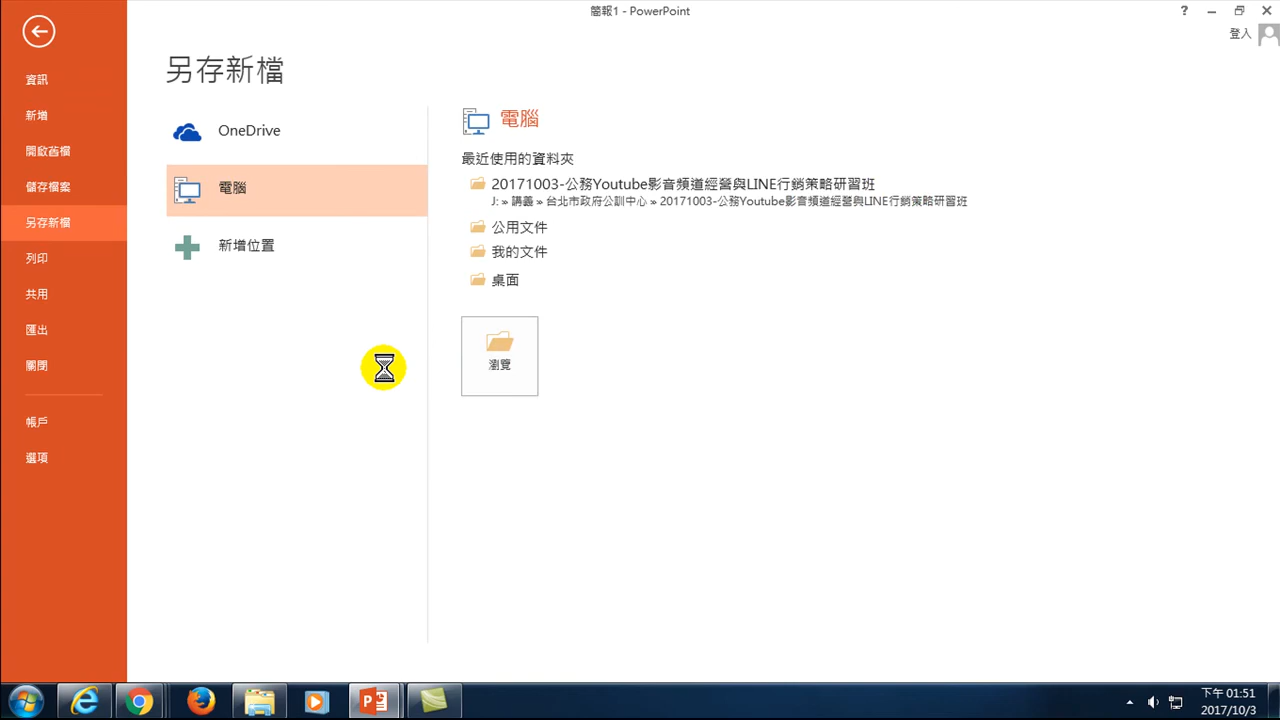 簡報1 - PowerPoint
?
登入
資訊
新增
開啟舊檔
儲存檔案
另存新檔
列印
共用
匯出
關閉
帳戶
選項
另存新檔
OneDrive
電腦
新增位置
電腦
最近使用的資料夾
20171003-公務Youtube影音頻道經營與LINE行銷策略研習班
J: » 講義 » 台北市政府公訓中心 » 20171003-公務Youtube影音頻道經營與LINE行銷策略研習班
公用文件
我的文件
桌面
瀏覽
下午 01:51
2017/10/3